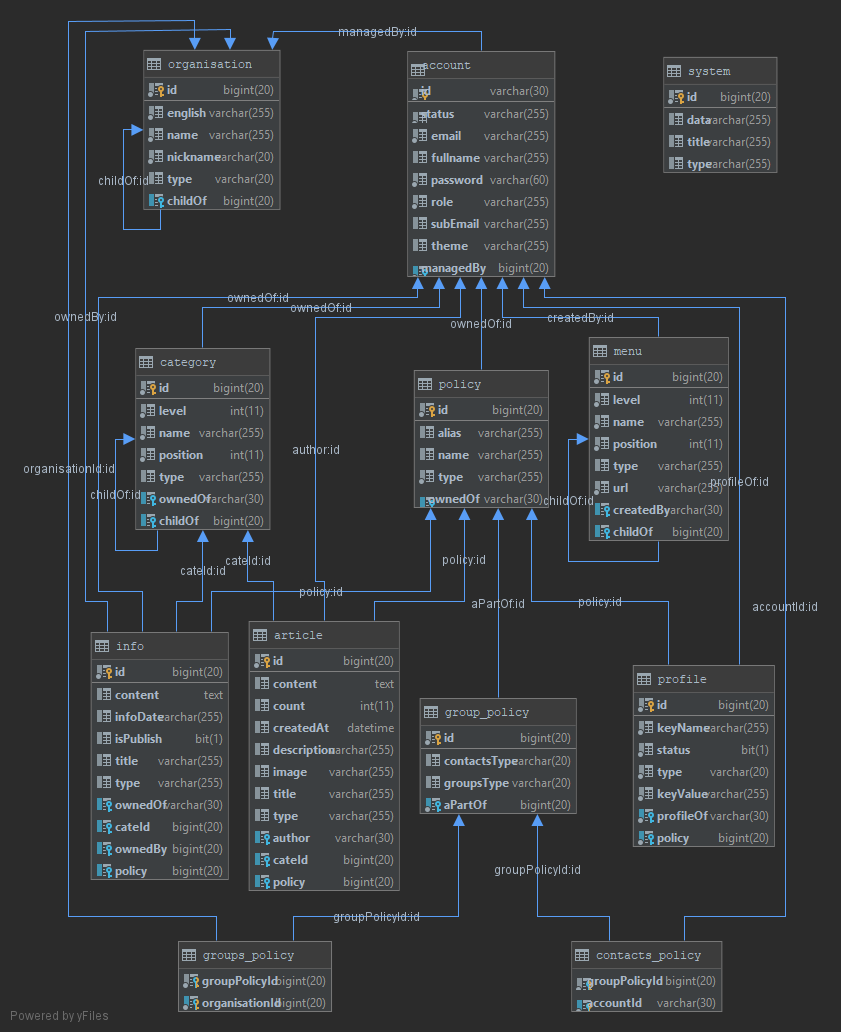 managedBy:id
organisation
id bigint(20)
english varchar(255)
name varchar(255)
nickname varchar(20)
type varchar(20)
childOf bigint(20)
childOf:id
account
id varchar(30)
status varchar(255)
email varchar(255)
fullname varchar(255)
password varchar(60)
role varchar(255)
subEmail varchar(255)
theme varchar(255)
managedBy bigint(20)
system
id bigint(20)
data varchar(255)
title varchar(255)
type varchar(255)
ownedOf:id
ownedOf:id
ownedBy:id
ownedOf:id
createdBy:id
category
id bigint(20)
level int(11)
name varchar(255)
position int(11)
type varchar(255)
ownedOf varchar(30)
childOf bigint(20)
organisationId:id
childOf:id
author:id
policy
id bigint(20)
alias varchar(255)
name varchar(255)
type varchar(255)
ownedOf varchar(30)
menu
id bigint(20)
level int(11)
name varchar(255)
position int(11)
type varchar(255)
url varchar(255)
createdBy varchar(30)
childOf bigint(20)
profileOf:id
childOf:id
cateId:id
cateId:id
policy:id
policy:id
aPartOf:id
policy:id
accountId:id
info
id bigint(20)
content text
infoDate varchar(255)
isPublish bit(1)
title varchar(255)
type varchar(255)
ownedOf varchar(30)
cateId bigint(20)
ownedBy bigint(20)
policy bigint(20)
article
id bigint(20)
content text
count int(11)
createdAt datetime
description varchar(255)
image varchar(255)
title varchar(255)
type varchar(255)
author varchar(30)
cateId bigint(20)
policy bigint(20)
group_policy
id bigint(20)
contactsType varchar(20)
groupsType varchar(20)
aPartOf bigint(20)
profile
id bigint(20)
keyName varchar(255)
status bit(1)
type varchar(20)
keyValue varchar(255)
profileOf varchar(30)
policy bigint(20)
groupPolicyId:id
groupPolicyId:id
groups_policy
groupPolicyId bigint(20)
organisationId bigint(20)
contacts_policy
groupPolicyId bigint(20)
accountId varchar(30)
Powered by yFiles